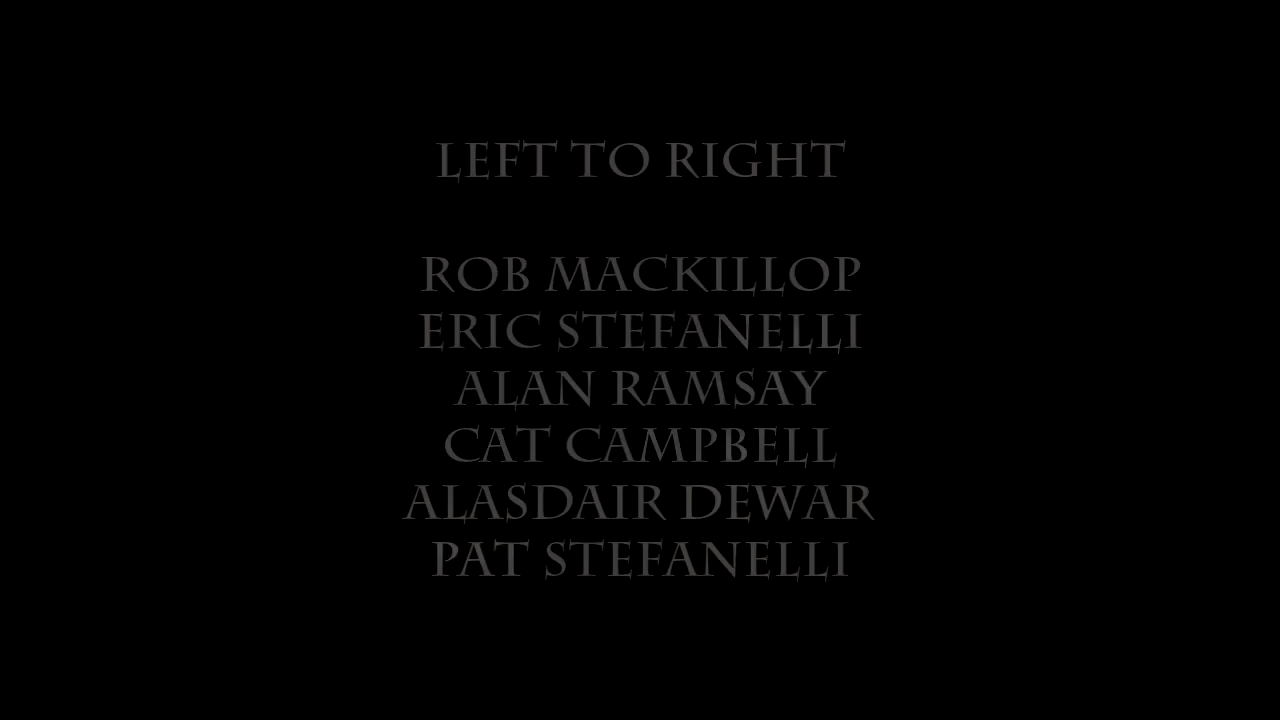 LEFT TO RIGHT
ROB MACKILLOP
ERIC STEFANELLI
ALAN RAMSAY
CAT CAMPBELL
ALASDAIR DEWAR
PAT STEFANELLI